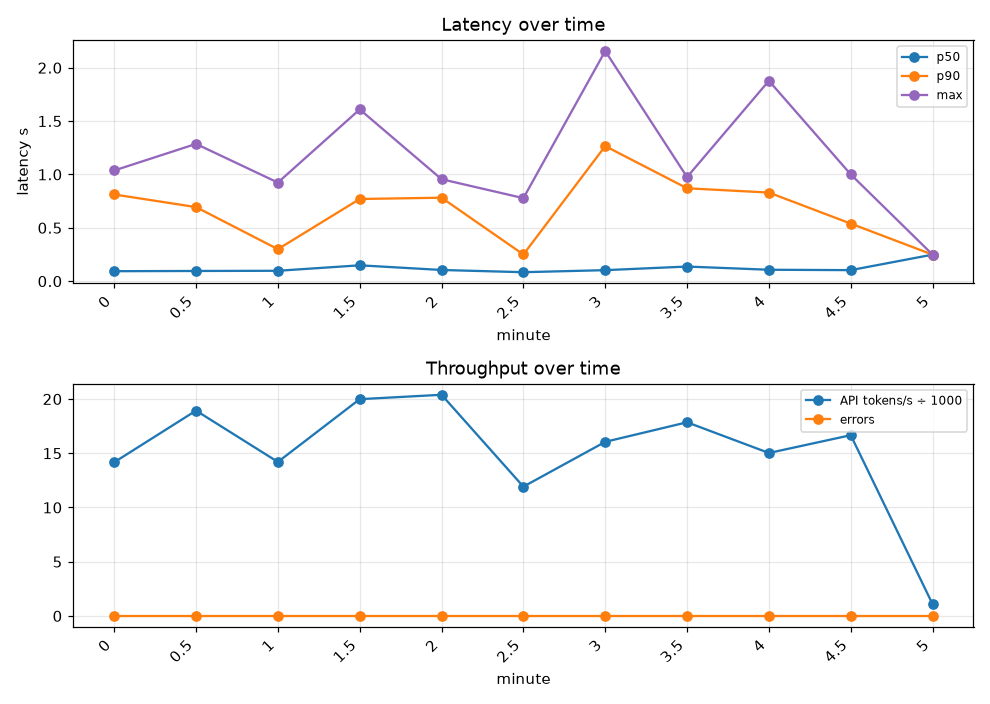 Latency over time
p50
p90
max
latency s
2.0
1.5
1.0
0.5
0.0
0 0.5 1 1.5 2 2.5 3 3.5 4 4.5 5
minute
Throughput over time
API tokens/s ÷ 1000
errors
20
15
10
5
0
0 0.5 1 1.5 2 2.5 3 3.5 4 4.5 5
minute